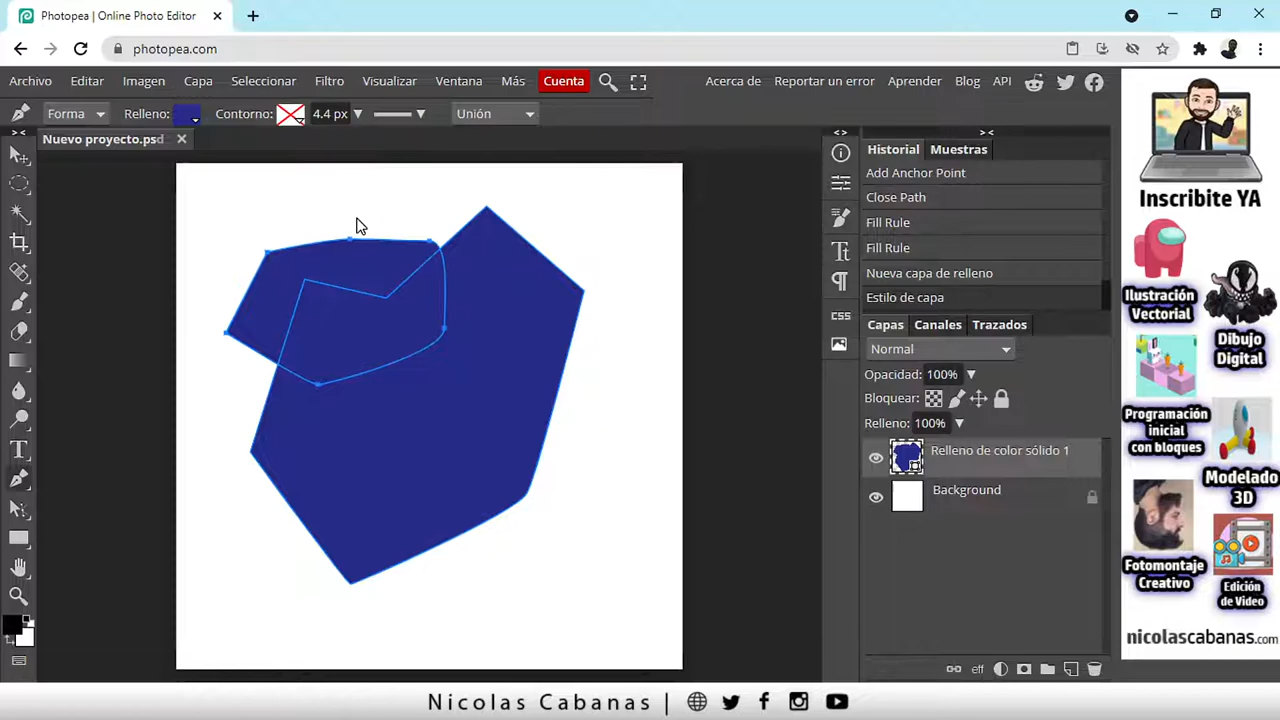 Photopea | Online Photo Editor
photopea.com
Archivo Editar Imagen Capa Seleccionar Filtro Visualizar Ventana Más Cuenta Acerca de Reportar un error Aprender Blog API
Forma Relleno: Contorno: 4.4 px Unión
Nuevo proyecto.psd
Historial Muestras
Add Anchor Point
Close Path
Fill Rule
Fill Rule
Nueva capa de relleno
Estilo de capa
CSS
Capas Canales Trazados
Normal
Opacidad: 100%
Bloquear:
Relleno: 100%
Relleno de color sólido 1
Background
eff
Inscribite YA
Ilustración
Vectorial
Dibujo
Digital
Programación
inicial
con bloques
Modelado
3D
Fotomontaje
Creativo
Edición
de Video
nicolascabanas.com
Nicolas Cabanas |